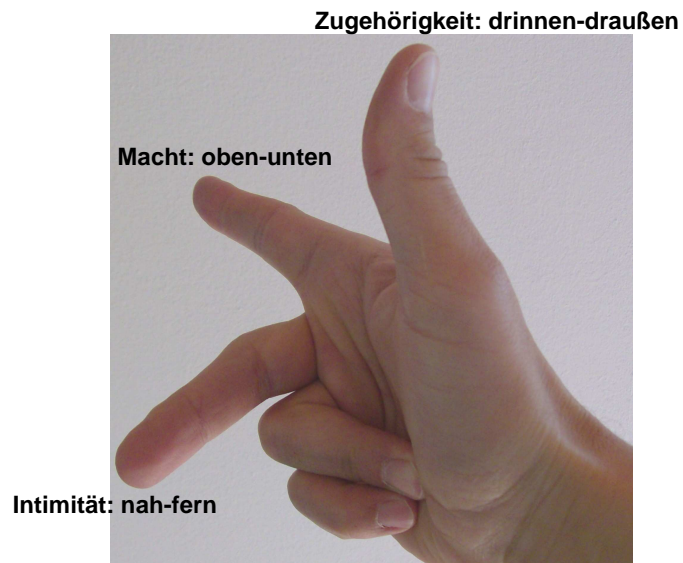 Zugehörigkeit: drinnen-draußen
Macht: oben-unten
Intimität: nah-fern